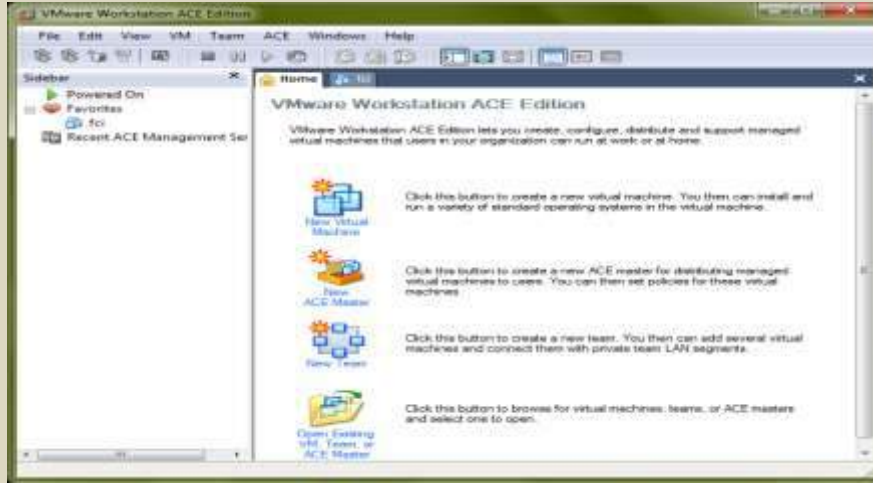 VMware Workstation ACE Edition
File Edit View VM Team ACE Windows Help
Sidebar
Powered On
Favorites
fci
Recent ACE Management Ser
Home
fci
VMware Workstation ACE Edition
VMware Workstation ACE Edition lets you create, configure, distribute and support managed
virtual machines that users in your organization can run at work or at home.
New Virtual
Machine
Click this button to create a new virtual machine. You then can install and
run a variety of standard operating systems in the virtual machine.
New
ACE Master
Click this button to create a new ACE master for distributing managed
virtual machines to users. You can then set policies for these virtual
machines.
New Team
Click this button to create a new team. You then can add several virtual
machines and connect them with private team LAN segments.
Open Existing
VM, Team, or
ACE Master
Click this button to browse for virtual machines, teams, or ACE masters
and select one to open.